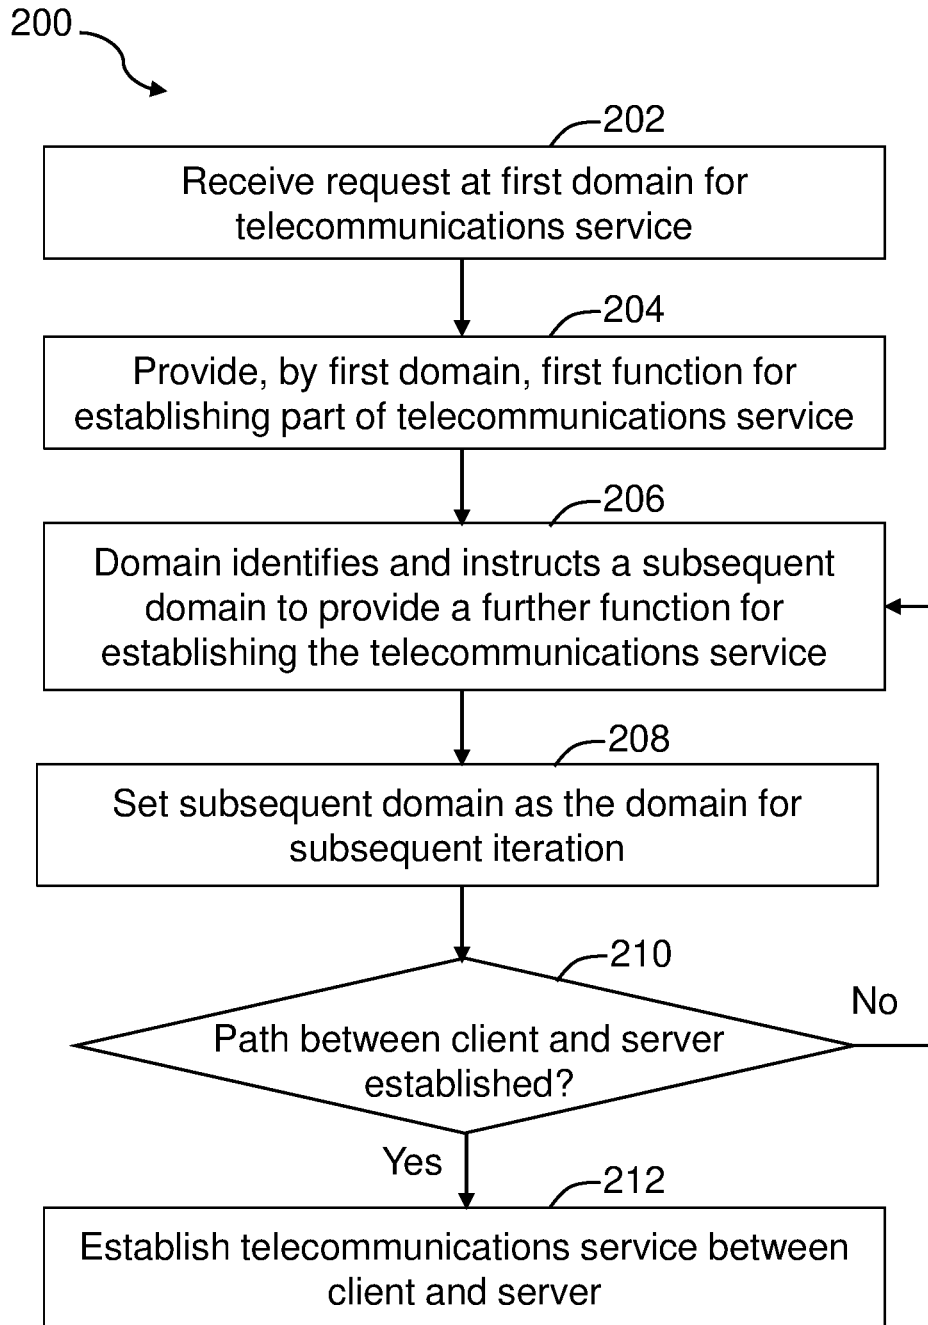 200
202
Receive request at first domain for
telecommunications service
204
Provide, by first domain, first function for
establishing part of telecommunications service
206
Domain identifies and instructs a subsequent
domain to provide a further function for
establishing the telecommunications service
208
Set subsequent domain as the domain for
subsequent iteration
210
No
Path between client and server
established?
Yes
212
Establish telecommunications service between
client and server